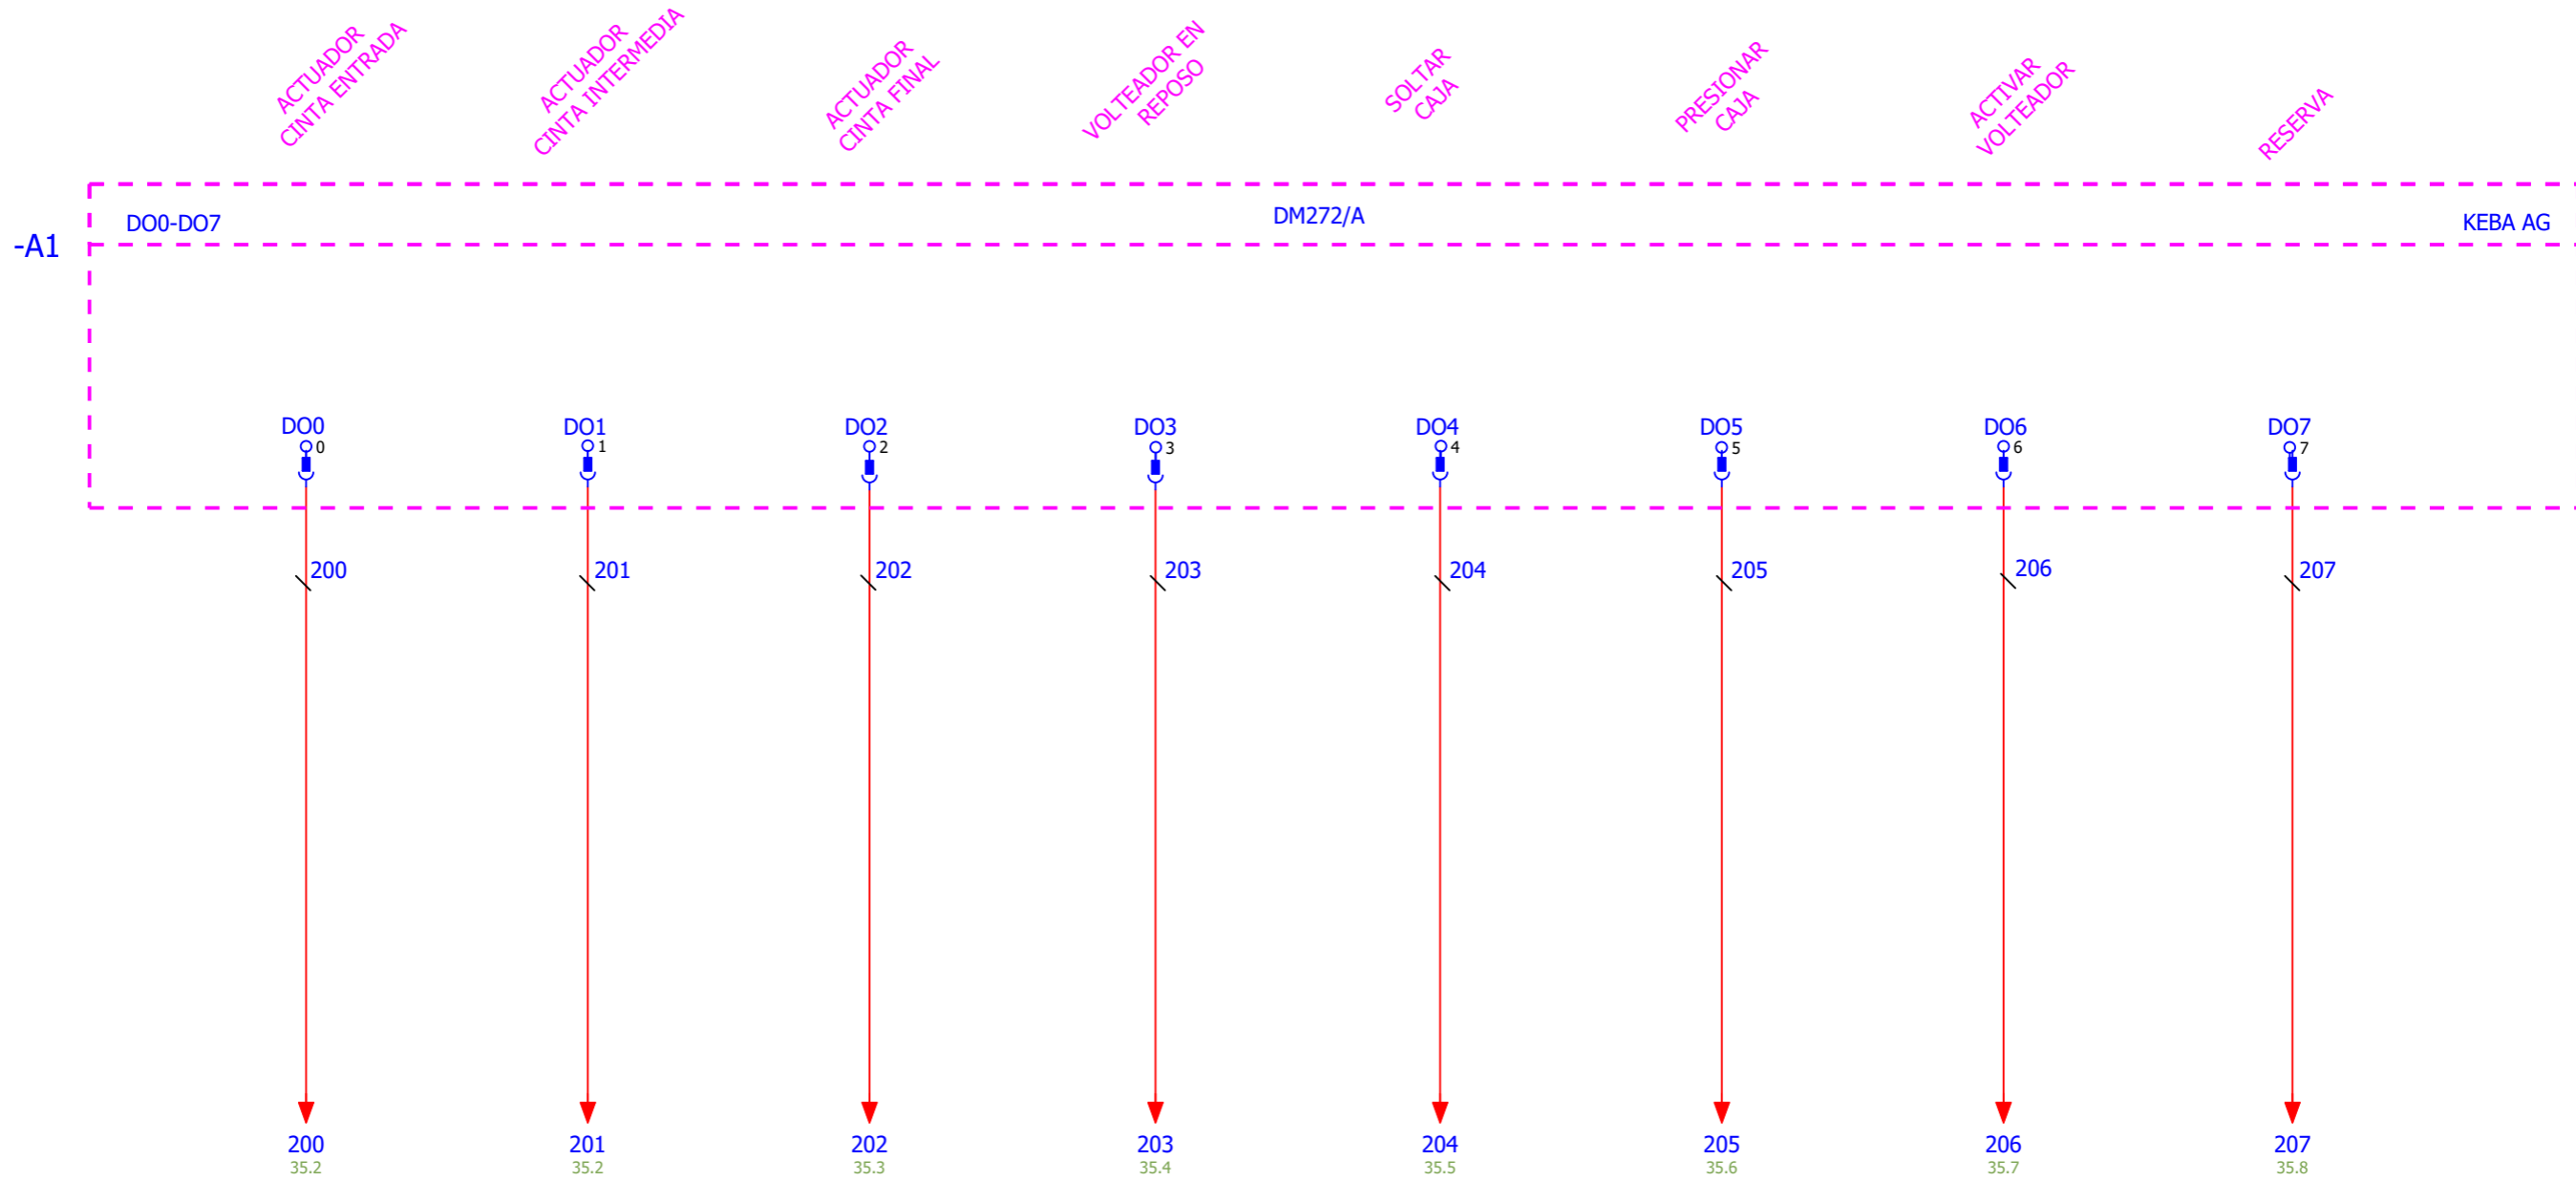 ACTUADOR
CINTA ENTRADA
ACTUADOR
CINTA INTERMEDIA
ACTUADOR
CINTA FINAL
VOLTEADOR EN
REPOSO
SOLTAR
CAJA
PRESIONAR
CAJA
ACTIVAR
VOLTEADOR
RESERVA
-A1
DO0-DO7
DM272/A
KEBA AG
DO0
0
DO1
1
DO2
2
DO3
3
DO4
4
DO5
5
DO6
6
DO7
7
200
201
202
203
204
205
206
207
200
35.2
201
35.2
202
35.3
203
35.4
204
35.5
205
35.6
206
35.7
207
35.8